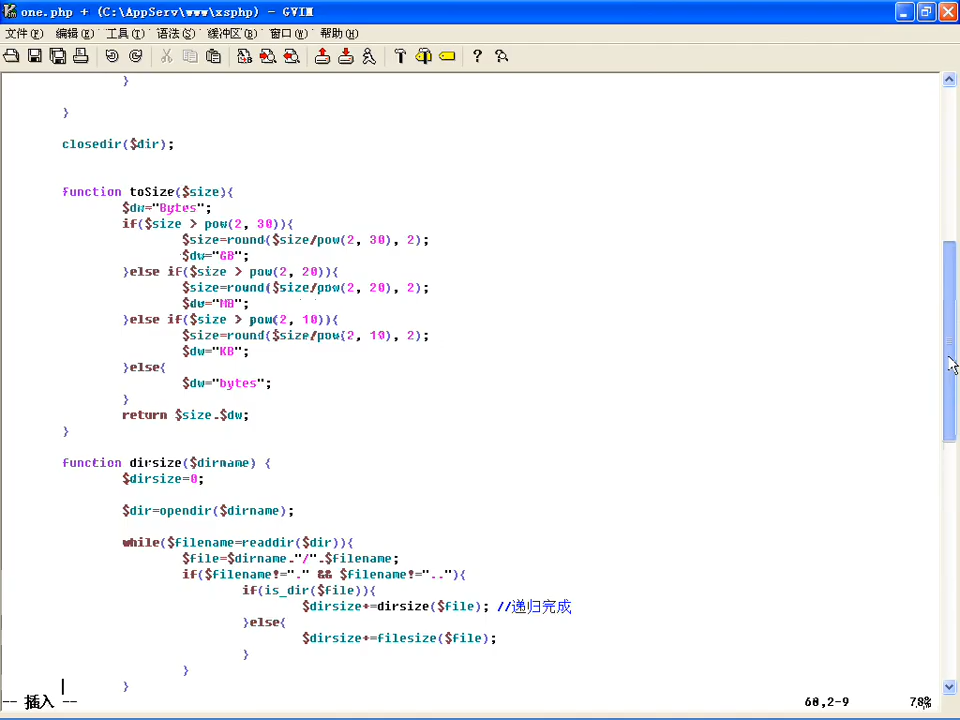 one.php + (C:\AppServ\www\xsphp) - GVIM
文件(F) 编辑(E) 工具(T) 语法(S) 缓冲区(B) 窗口(W) 帮助(H)
}
}
closedir($dir);
function toSize($size){
$dw="Bytes";
if($size > pow(2, 30)){
$size=round($size/pow(2, 30), 2);
$dw="GB";
}else if($size > pow(2, 20)){
$size=round($size/pow(2, 20), 2);
$dw="MB";
}else if($size > pow(2, 10)){
$size=round($size/pow(2, 10), 2);
$dw="KB";
}else{
$dw="bytes";
}
return $size.$dw;
}
function dirsize($dirname) {
$dirsize=0;
$dir=opendir($dirname);
while($filename=readdir($dir)){
$file=$dirname."/".$filename;
if($filename!="." && $filename!=".."){
if(is_dir($file)){
$dirsize+=dirsize($file); //递归完成
}else{
$dirsize+=filesize($file);
}
}
}
-- 插入 -- 60,2-9 78%